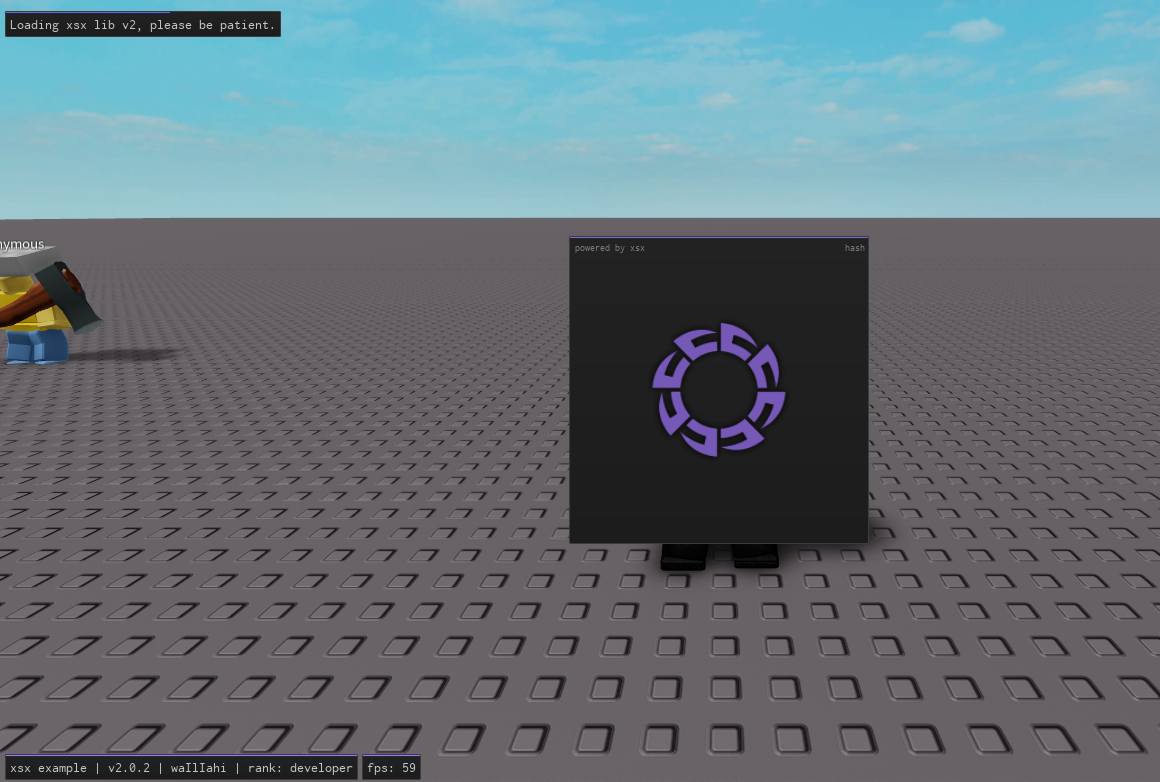 Loading xsx lib v2, please be patient.
nymous
powered by xsx
hash
xsx example | v2.0.2 | waIlIahi | rank: developer
fps: 59